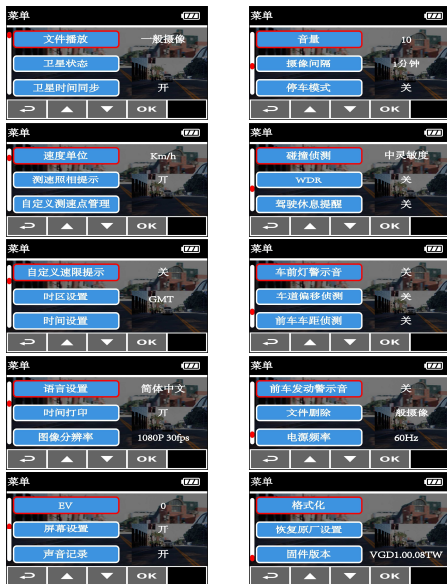 菜单
文件播放 一般摄像
卫星状态
卫星时间同步 开
OK
菜单
速度单位 Km/h
测速照相提示 开
自定义测速点管理
OK
菜单
自定义速限提示 关
时区设置 GMT
时间设置
OK
菜单
语言设置 简体中文
时间打印 开
图像分辨率 1080P 30fps
OK
菜单
EV 0
屏幕设置 开
声音记录 开
OK
菜单
音量 10
摄像间隔 1分钟
停车模式 关
OK
菜单
碰撞侦测 中灵敏度
WDR 关
驾驶休息提醒 关
OK
菜单
车前灯警示音 关
车道偏移侦测 关
前车车距侦测 关
OK
菜单
前车发动警示音 关
文件删除 般摄像
电源频率 60Hz
OK
菜单
格式化
恢复原厂设置
固件版本 VGD1.00.08TW
OK